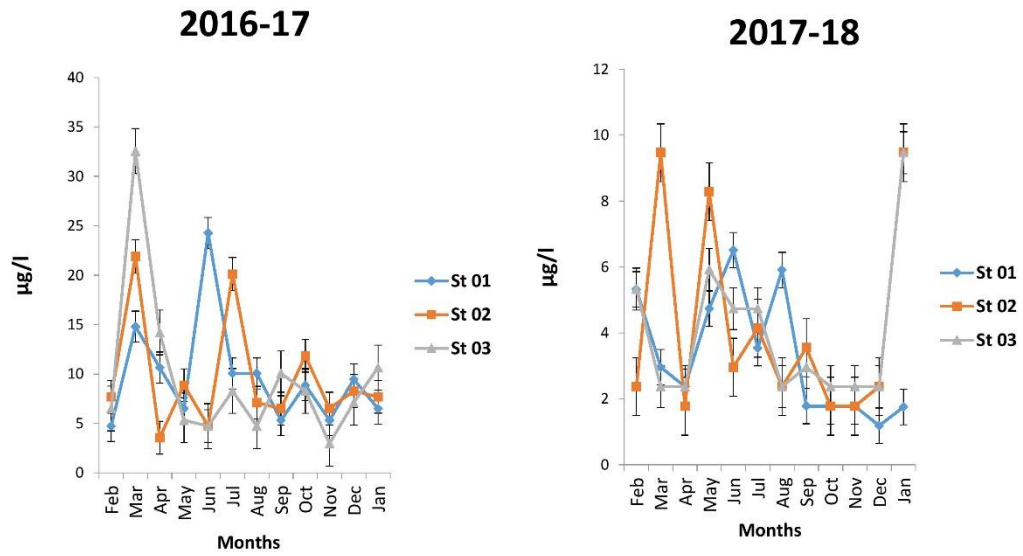 2016-17
40
35
30
25
20
15
10
5
0
µg/l
Feb
Mar
Apr
May
Jun
Jul
Aug
Sep
Oct
Nov
Dec
Jan
Months
St 01
St 02
St 03
2017-18
12
10
8
6
4
2
0
µg/l
Feb
Mar
Apr
May
Jun
Jul
Aug
Sep
Oct
Nov
Dec
Jan
Months
St 01
St 02
St 03